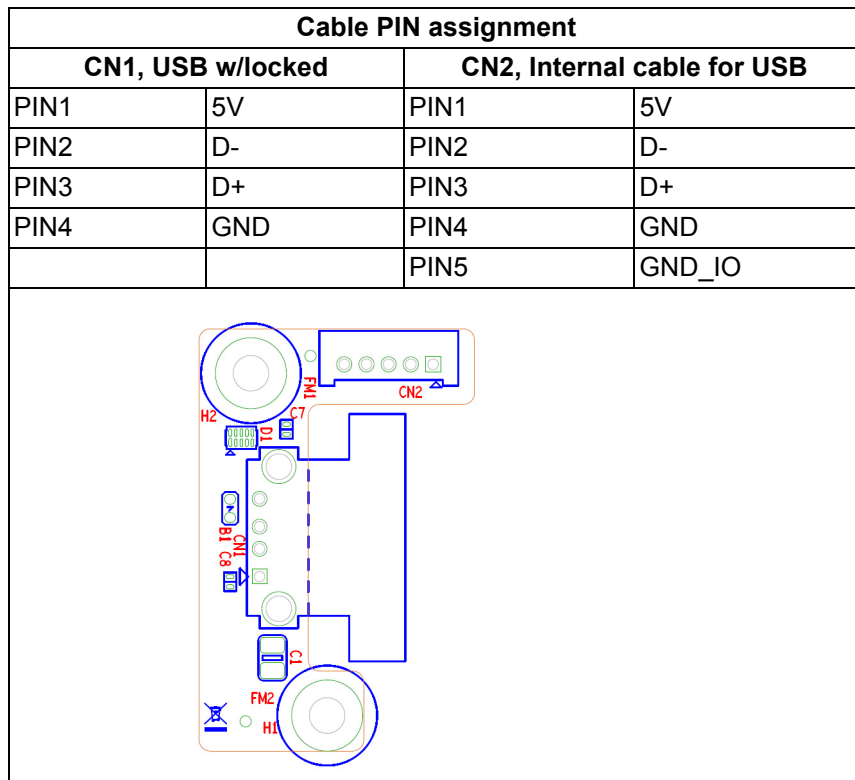 Cable PIN assignment
CN1, USB w/locked CN2, Internal cable for USB
PIN1 5V PIN1 5V
PIN2 D- PIN2 D-
PIN3 D+ PIN3 D+
PIN4 GND PIN4 GND
PIN5 GND_IO
FM1
CN2
H2
C7
D1
B1
CN1
C8
C1
FM2
H1